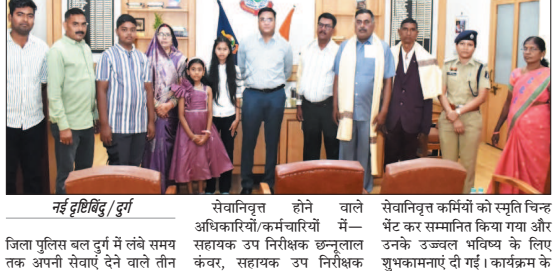 नई दृष्टिबिंदु / दुर्ग
जिला पुलिस बल दुर्ग में लंबे समय
तक अपनी सेवाएं देने वाले तीन
सेवानिवृत्त होने वाले
अधिकारियों/कर्मचारियों में—
सहायक उप निरीक्षक छन्नूलाल
कंवर, सहायक उप निरीक्षक
सेवानिवृत्त कर्मियों को स्मृति चिन्ह
भेंट कर सम्मानित किया गया और
उनके उज्ज्वल भविष्य के लिए
शुभकामनाएं दी गईं। कार्यक्रम के